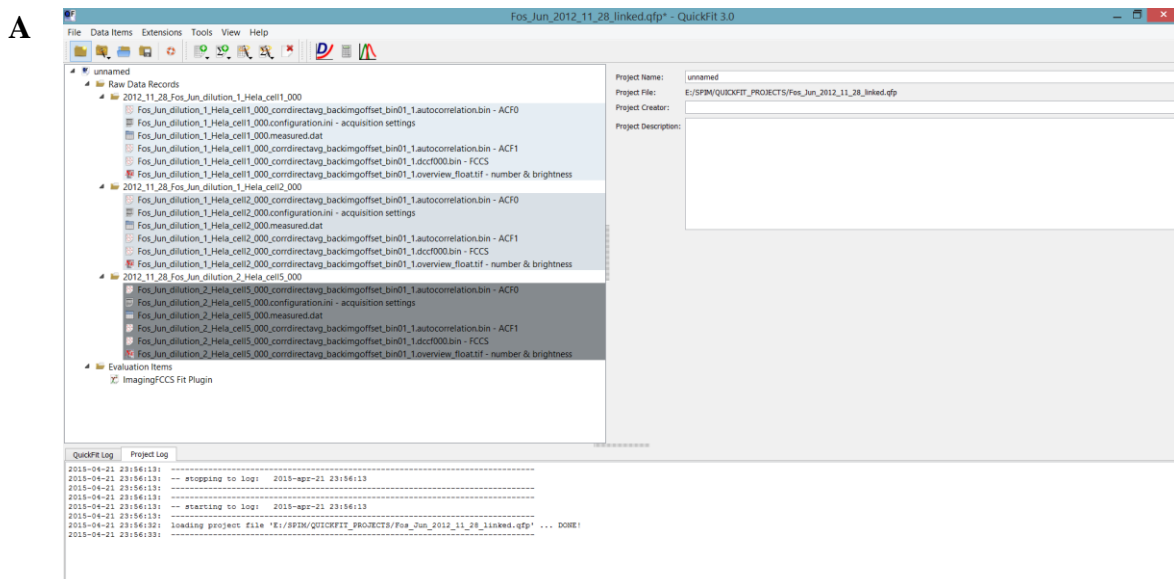 A
Fos_Jun_2012_11_28_linked.qfp* - QuickFit 3.0
File Data Items Extensions Tools View Help
unnamed
Raw Data Records
2012_11_28_Fos_Jun_dilution_1_Hela_cell1_000
Fos_Jun_dilution_1_Hela_cell1_000_corrdirectavg_backimgoffset_bin01_1.autocorrelation.bin - ACF0
Fos_Jun_dilution_1_Hela_cell1_000.configuration.ini - acquisition settings
Fos_Jun_dilution_1_Hela_cell1_000.measured.dat
Fos_Jun_dilution_1_Hela_cell1_000_corrdirectavg_backimgoffset_bin01_1.autocorrelation.bin - ACF1
Fos_Jun_dilution_1_Hela_cell1_000_corrdirectavg_backimgoffset_bin01_1.dccf000.bin - FCCS
Fos_Jun_dilution_1_Hela_cell1_000_corrdirectavg_backimgoffset_bin01_1.overview_float.tif - number & brightness
2012_11_28_Fos_Jun_dilution_1_Hela_cell2_000
Fos_Jun_dilution_1_Hela_cell2_000_corrdirectavg_backimgoffset_bin01_1.autocorrelation.bin - ACF0
Fos_Jun_dilution_1_Hela_cell2_000.configuration.ini - acquisition settings
Fos_Jun_dilution_1_Hela_cell2_000.measured.dat
Fos_Jun_dilution_1_Hela_cell2_000_corrdirectavg_backimgoffset_bin01_1.autocorrelation.bin - ACF1
Fos_Jun_dilution_1_Hela_cell2_000_corrdirectavg_backimgoffset_bin01_1.dccf000.bin - FCCS
Fos_Jun_dilution_1_Hela_cell2_000_corrdirectavg_backimgoffset_bin01_1.overview_float.tif - number & brightness
2012_11_28_Fos_Jun_dilution_2_Hela_cell5_000
Fos_Jun_dilution_2_Hela_cell5_000_corrdirectavg_backimgoffset_bin01_1.autocorrelation.bin - ACF0
Fos_Jun_dilution_2_Hela_cell5_000.configuration.ini - acquisition settings
Fos_Jun_dilution_2_Hela_cell5_000.measured.dat
Fos_Jun_dilution_2_Hela_cell5_000_corrdirectavg_backimgoffset_bin01_1.autocorrelation.bin - ACF1
Fos_Jun_dilution_2_Hela_cell5_000_corrdirectavg_backimgoffset_bin01_1.dccf000.bin - FCCS
Fos_Jun_dilution_2_Hela_cell5_000_corrdirectavg_backimgoffset_bin01_1.overview_float.tif - number & brightness
Evaluation Items
ImagingFCCS Fit Plugin
Project Name: unnamed
Project File: E:/SPIM/QUICKFIT_PROJECTS/Fos_Jun_2012_11_28_linked.qfp
Project Creator:
Project Description:
QuickFit Log Project Log
2015-04-21 23:56:13: --------------------------------------------------------------------------------
2015-04-21 23:56:13: -- stopping to log: 2015-apr-21 23:56:13
2015-04-21 23:56:13: --------------------------------------------------------------------------------
2015-04-21 23:56:13: --------------------------------------------------------------------------------
2015-04-21 23:56:13: -- starting to log: 2015-apr-21 23:56:13
2015-04-21 23:56:13: --------------------------------------------------------------------------------
2015-04-21 23:56:32: loading project file 'E:/SPIM/QUICKFIT_PROJECTS/Fos_Jun_2012_11_28_linked.qfp' ... DONE!
2015-04-21 23:56:33: --------------------------------------------------------------------------------